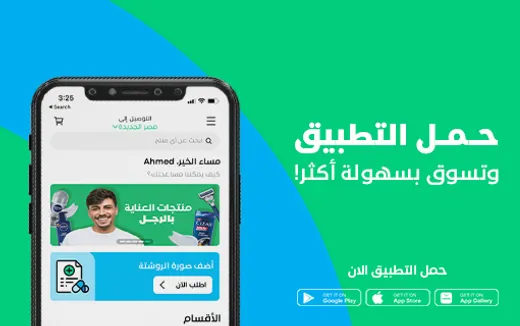 3:25
Search
التوصيل إلى
مصر الجديدة
ابحث عن أي منتج
مساء الخير, Ahmed
كيف يمكننا مساعدتك؟
منتجات العناية
بالرجل
أضف صورة الروشتة
اطلب الآن
الأقسام
حمل التطبيق
وتسوق بسهولة أكثر!
حمل التطبيق الان
GET IT ON
Google Play
GET IT ON
App Store
GET IT ON
App Gallery